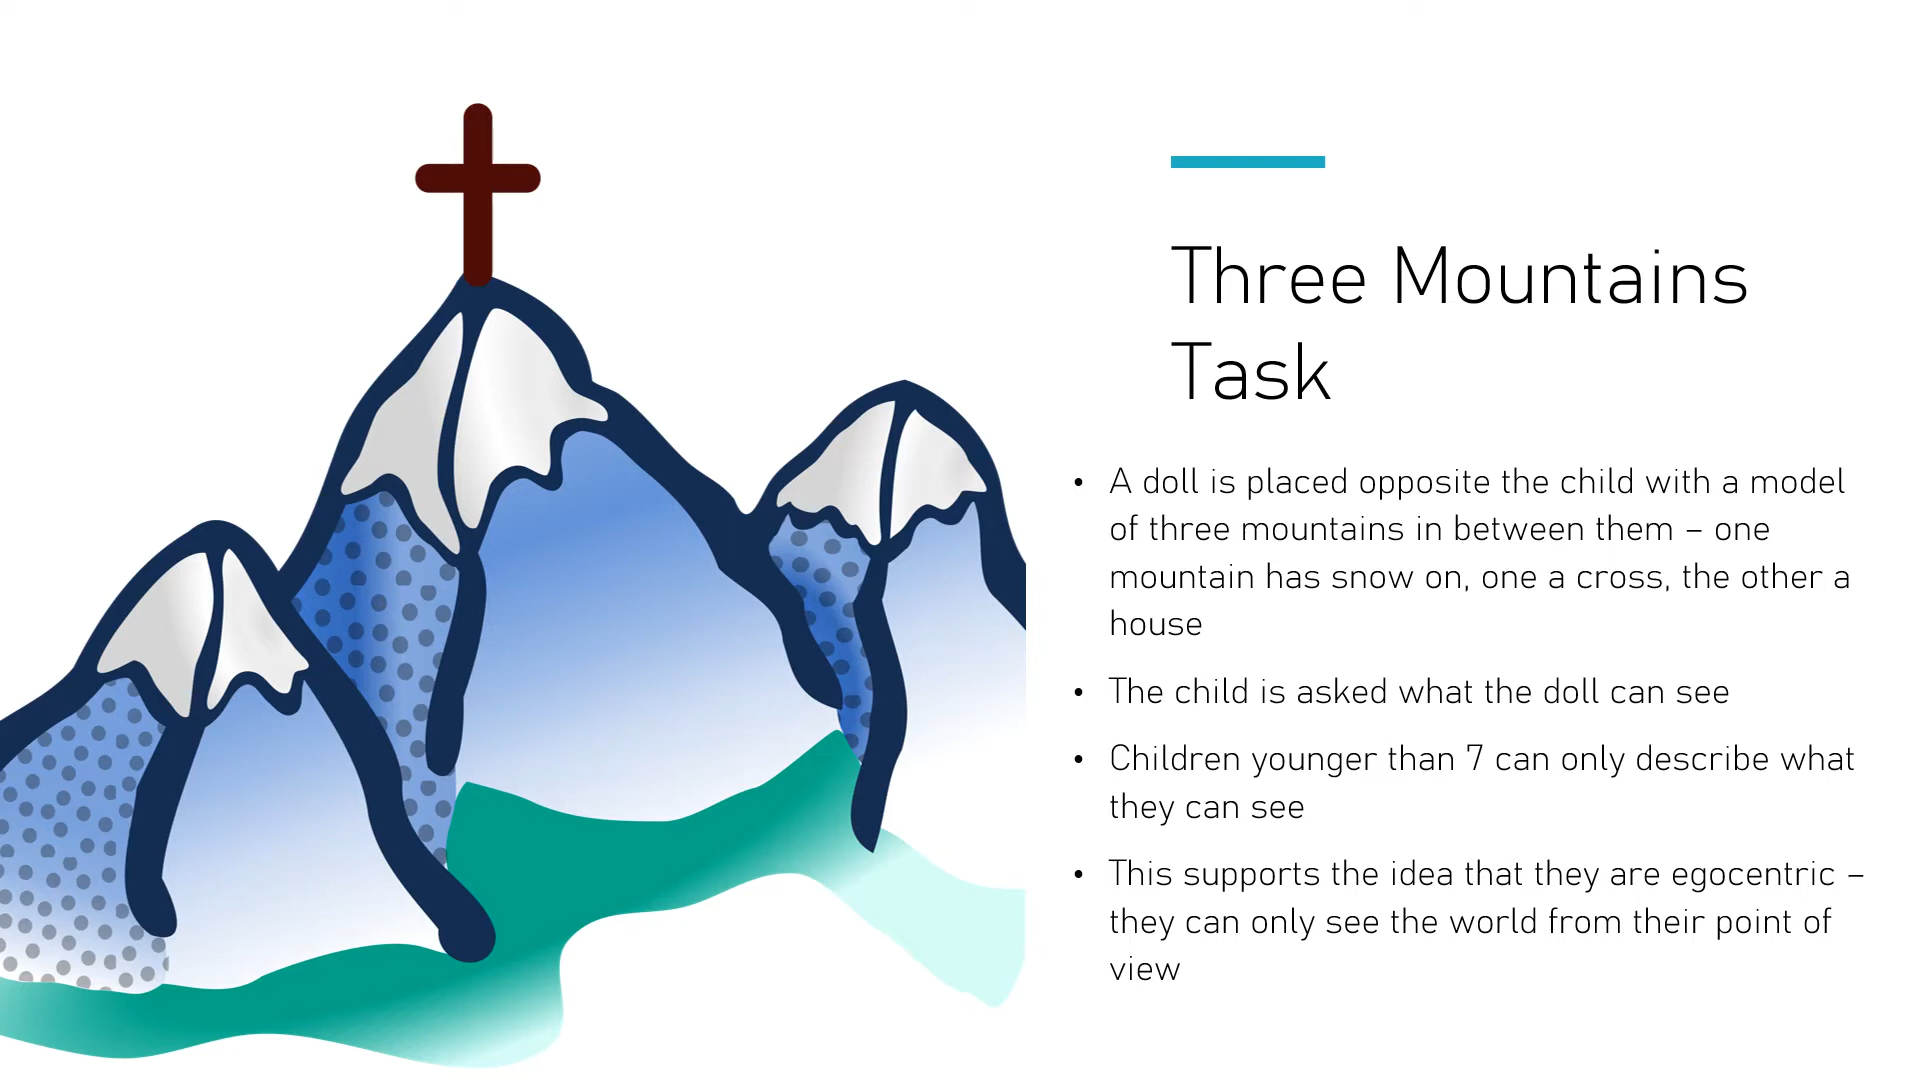 Three Mountains
Task
• A doll is placed opposite the child with a model
of three mountains in between them – one
mountain has snow on, one a cross, the other a
house
• The child is asked what the doll can see
• Children younger than 7 can only describe what
they can see
• This supports the idea that they are egocentric –
they can only see the world from their point of
view